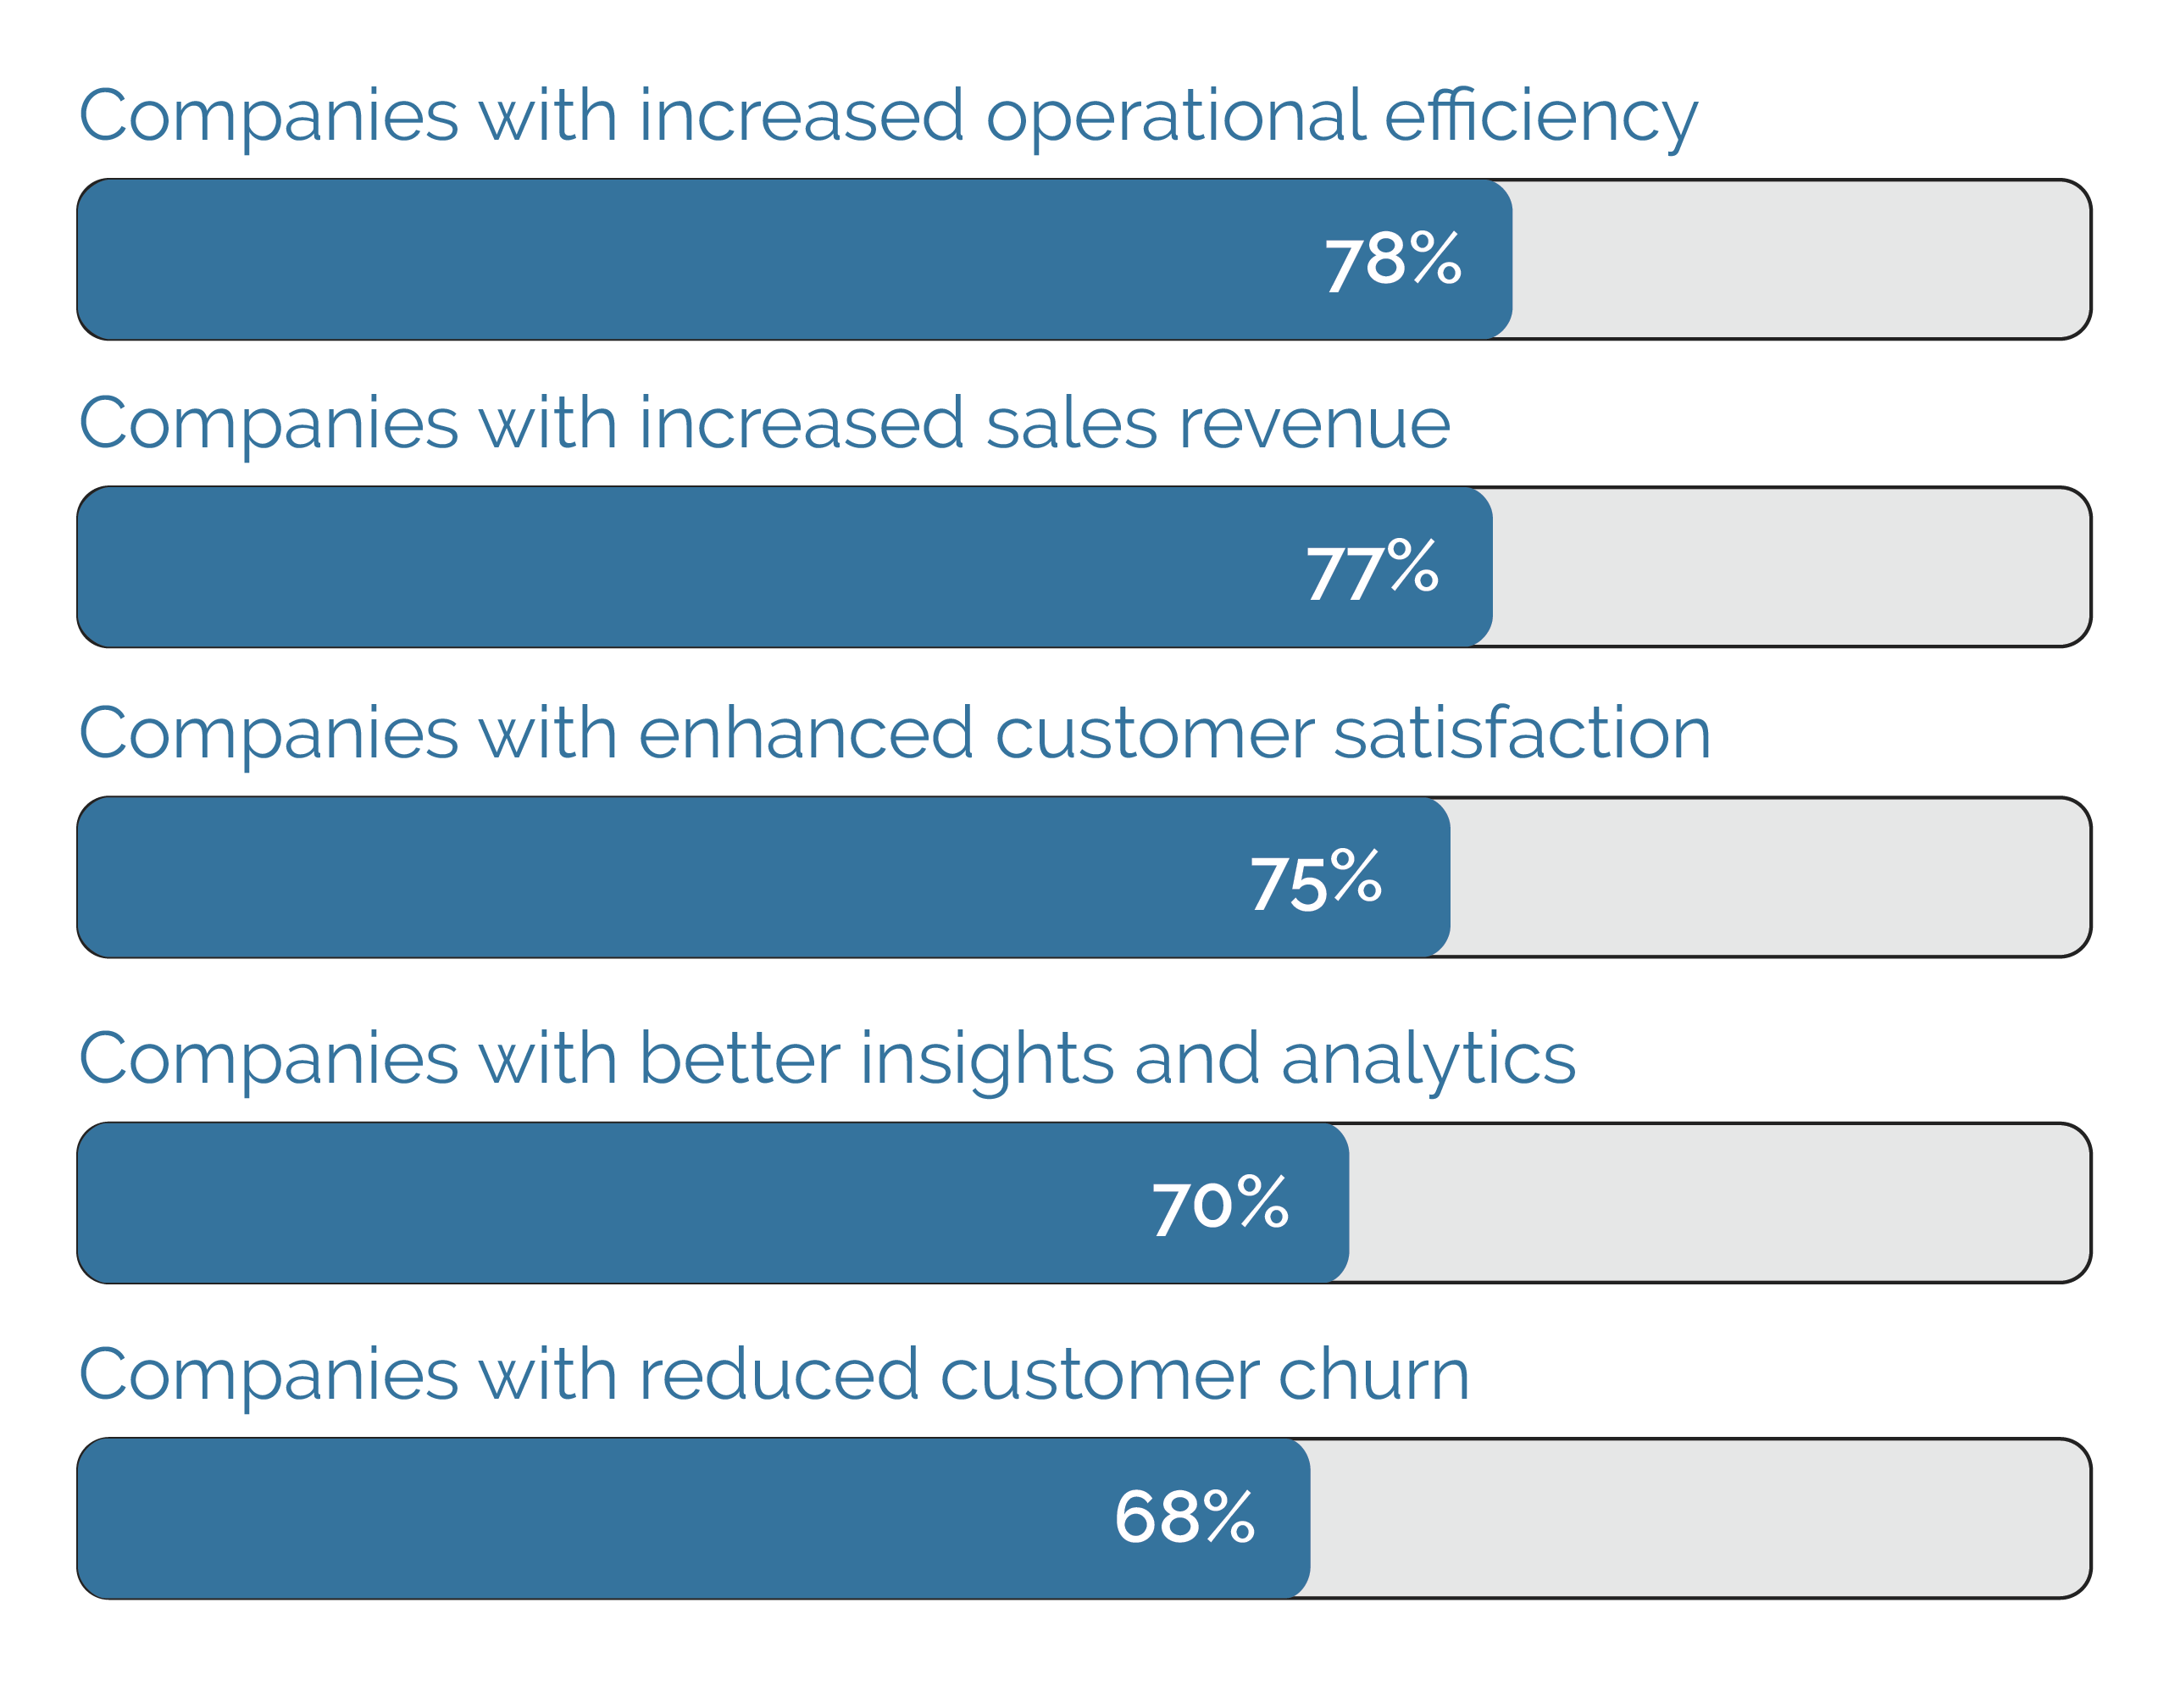 Companies with increased operational efficiency
78%
Companies with increased sales revenue
77%
Companies with enhanced customer satisfaction
75%
Companies with better insights and analytics
70%
Companies with reduced customer churn
68%